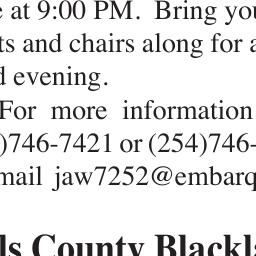 e at 9:00 PM. Bring you
ts and chairs along for a
d evening.
For more information
)746-7421 or (254)746-
mail jaw7252@embarq
ls County Blackla